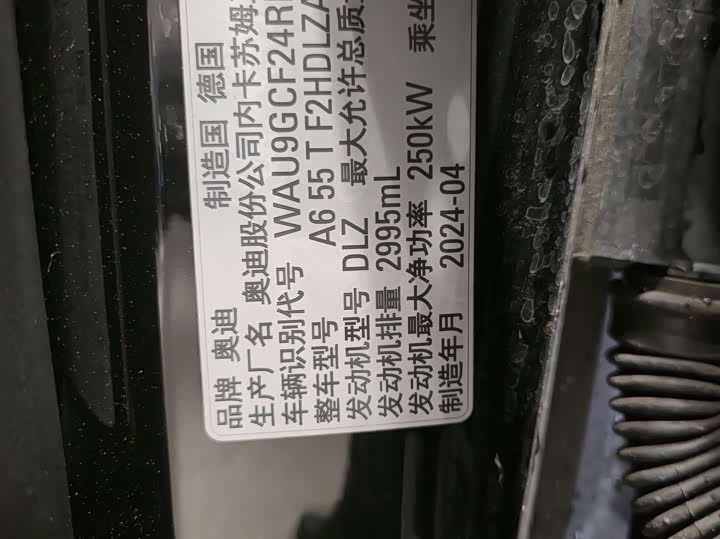 品牌 奥迪 制造国 德国
生产厂名 奥迪股份公司内卡苏姆
车辆识别代号 WAU9GCF24R
整车型号 A6 55 T F2HDLZA
发动机型号 DLZ 最大允许总质
发动机排量 2995mL
发动机最大净功率 250kW 乘坐
制造年月 2024-04